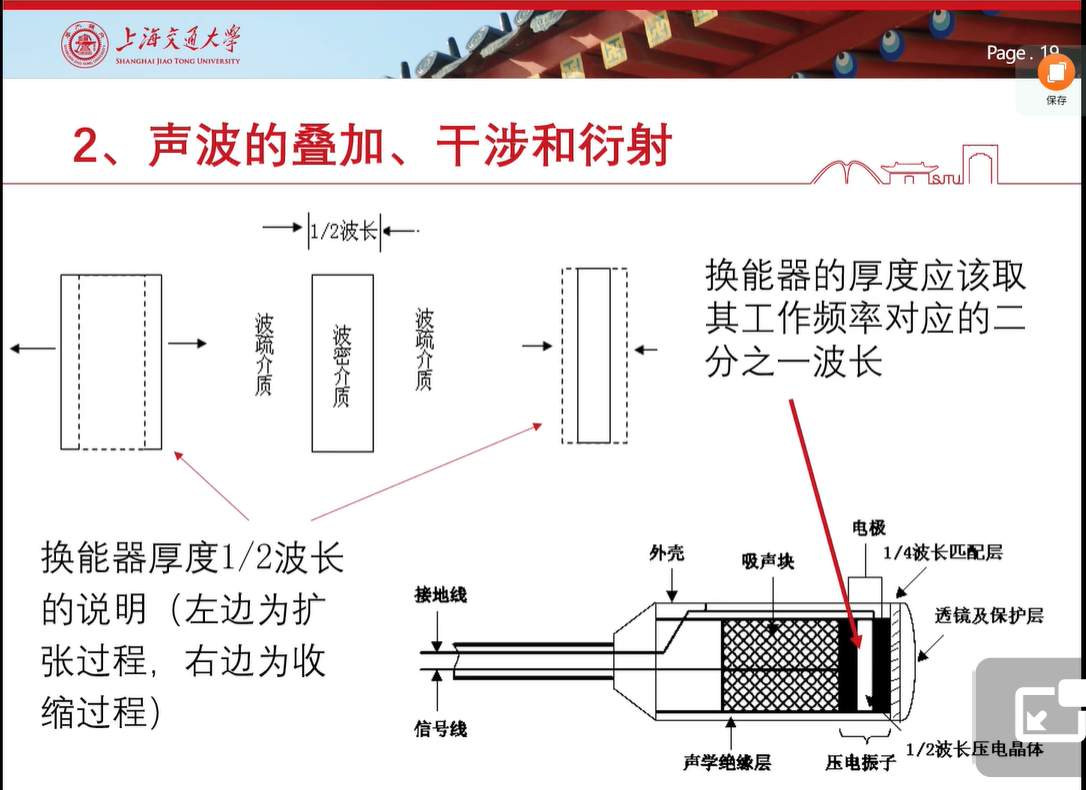 上海交通大学
SHANGHAI JIAO TONG UNIVERSITY
Page . 19
保存
2、声波的叠加、干涉和衍射
SJTU
1/2波长
波疏介质
波密介质
波疏介质
换能器的厚度应该取
其工作频率对应的二
分之一波长
换能器厚度1/2波长
的说明（左边为扩
张过程，右边为收
缩过程）
电极
外壳
1/4波长匹配层
吸声块
接地线
透镜及保护层
信号线
1/2波长压电晶体
声学绝缘层
压电振子